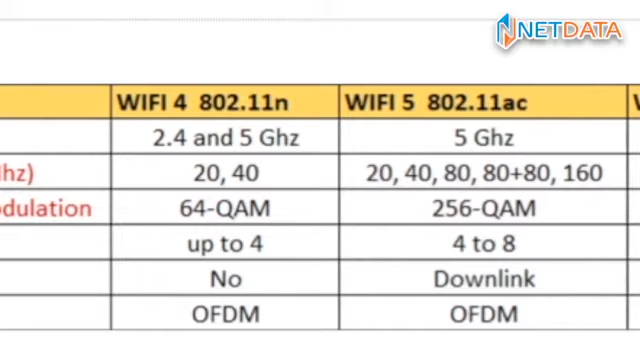 NETDATA
WIFI 4 802.11n WIFI 5 802.11ac
2.4 and 5 Ghz 5 Ghz
hz) 20, 40 20, 40, 80, 80+80, 160
odulation 64-QAM 256-QAM
up to 4 4 to 8
No Downlink
OFDM OFDM